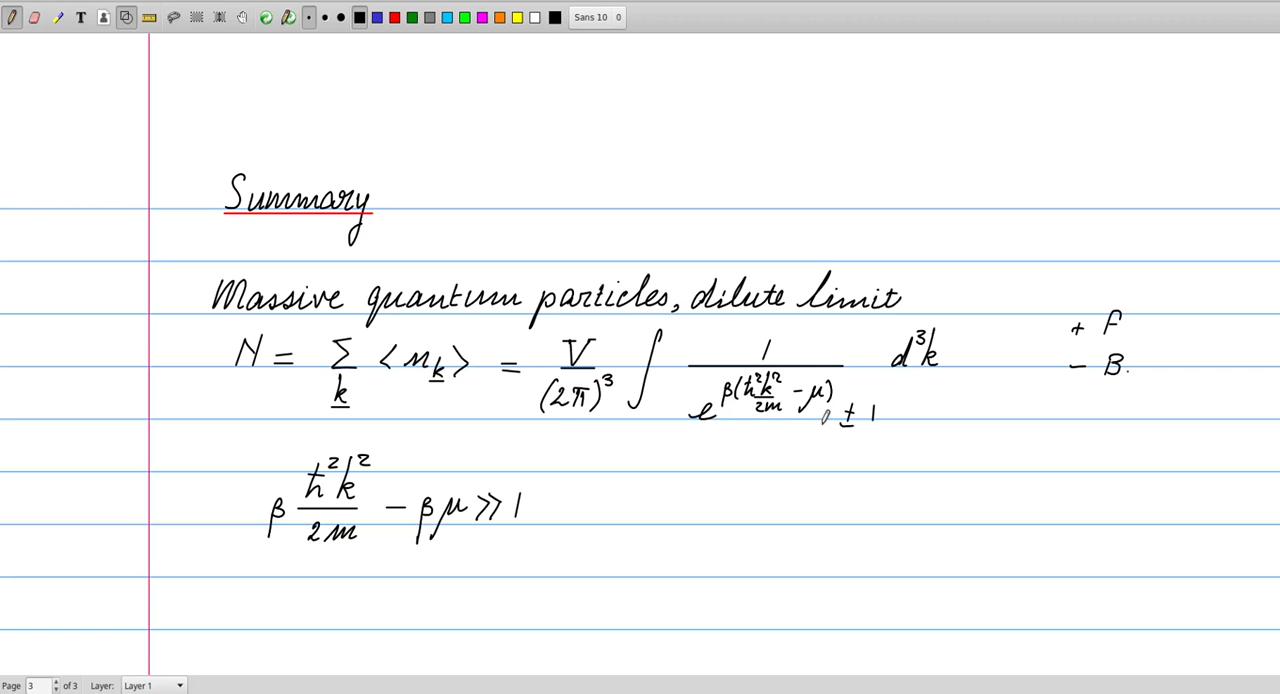 Sans 10 0
Summary
Massive quantum particles, dilute limit
N = ∑_k <n_k> = V/(2π)³ ∫ 1/(e^{β(ħ²k²/2m − μ)} ± 1) d³k
+ F
− B.
β ħ²k²/2m − βμ >> 1
Page 3 of 3 Layer: Layer 1